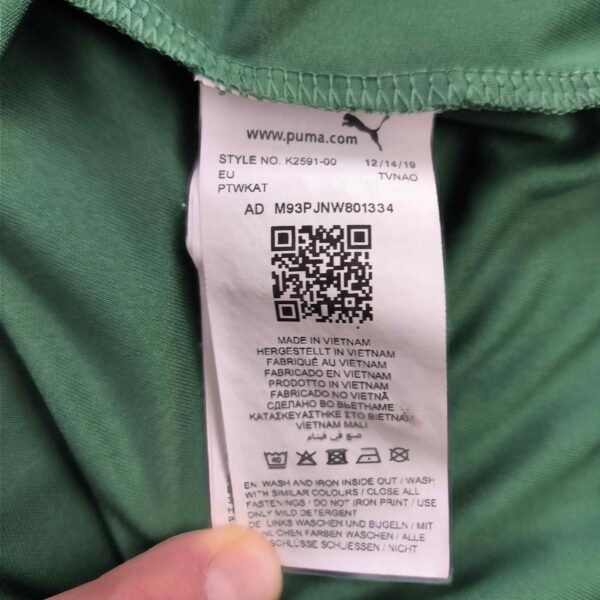 www.puma.com
STYLE NO. K2591-00 12/14/19
EU TVNAO
PTWKAT
AD M93PJNW801334
MADE IN VIETNAM
HERGESTELLT IN VIETNAM
FABRIQUÉ AU VIETNAM
FABRICADO EN VIETNAM
PRODOTTO IN VIETNAM
FABRICADO NO VIETNÃ
СДЕЛАНО ВО ВЬЕТНАМЕ
ΚΑΤΑΣΚΕΥΑΣΤΗΚΕ ΣΤΟ ΒΙΕΤΝΑΜ
VIETNAM MALI
صنع في فيتنام
40
EN WASH AND IRON INSIDE OUT / WASH
WITH SIMILAR COLOURS / CLOSE ALL
FASTENINGS / DO NOT IRON PRINT / USE
ONLY MILD DETERGENT
DE LINKS WASCHEN UND BÜGELN / MIT
FARBEN WASCHEN / ALLE
SCHLIESSEN / NICHT